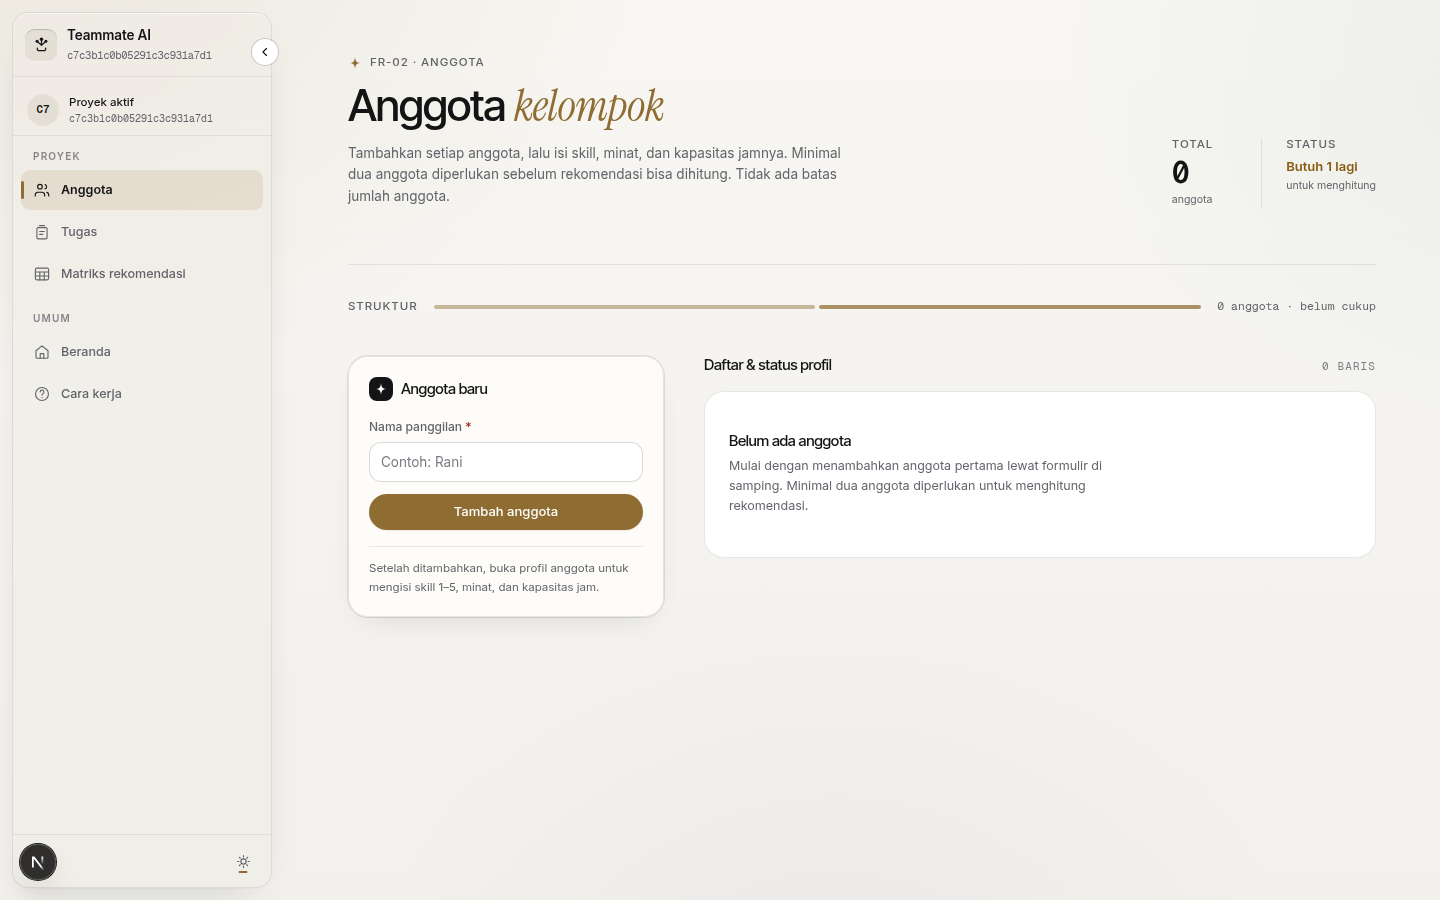 Teammate AI
c7c3b1c0b05291c3c931a7d1
C7
Proyek aktif
c7c3b1c0b05291c3c931a7d1
PROYEK
Anggota
Tugas
Matriks rekomendasi
UMUM
Beranda
Cara kerja
N
FR-02 · ANGGOTA
Anggota kelompok
Tambahkan setiap anggota, lalu isi skill, minat, dan kapasitas jamnya. Minimal
dua anggota diperlukan sebelum rekomendasi bisa dihitung. Tidak ada batas
jumlah anggota.
TOTAL
0
anggota
STATUS
Butuh 1 lagi
untuk menghitung
STRUKTUR
0 anggota · belum cukup
Anggota baru
Nama panggilan *
Contoh: Rani
Tambah anggota
Setelah ditambahkan, buka profil anggota untuk
mengisi skill 1–5, minat, dan kapasitas jam.
Daftar & status profil
0 BARIS
Belum ada anggota
Mulai dengan menambahkan anggota pertama lewat formulir di
samping. Minimal dua anggota diperlukan untuk menghitung
rekomendasi.